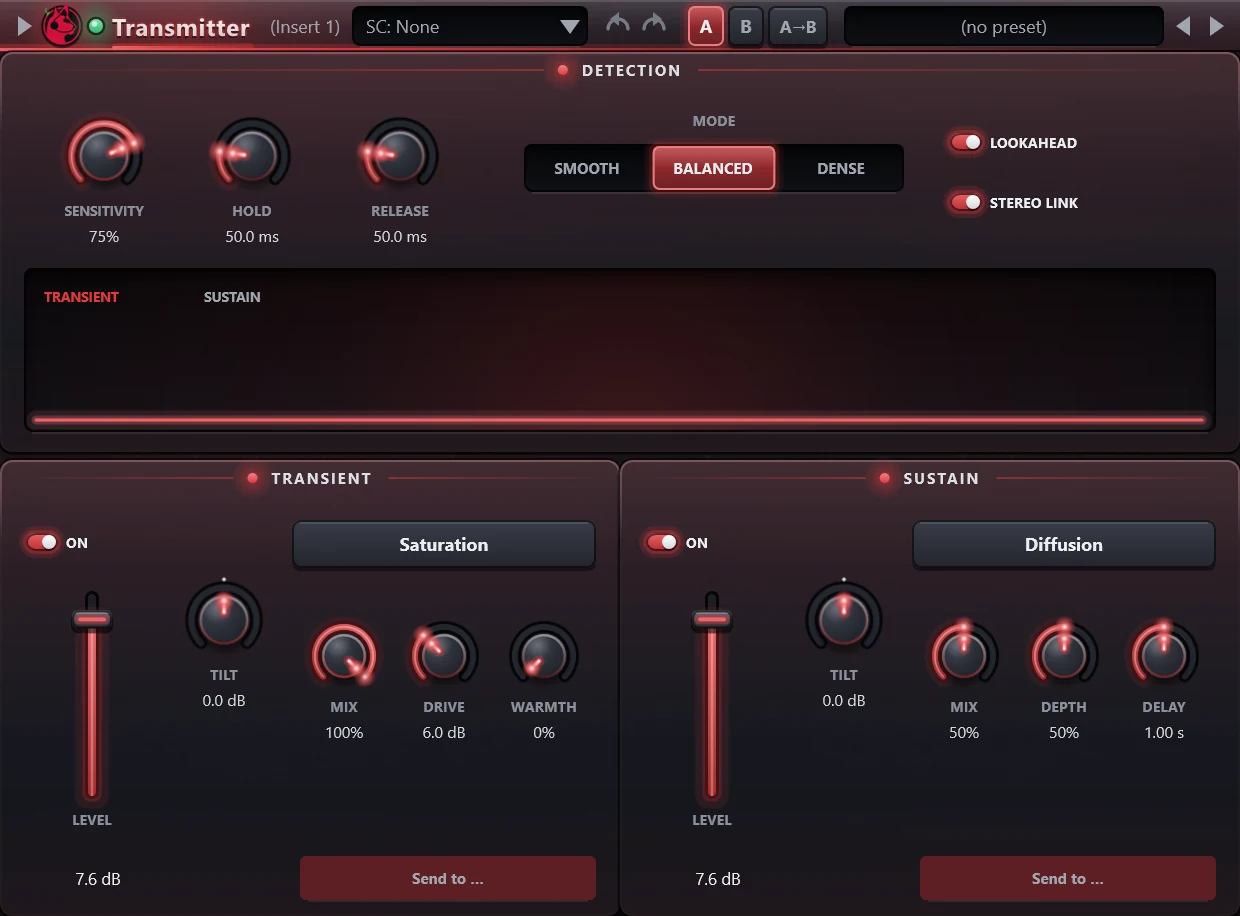 Transmitter (Insert 1) SC: None A B A→B (no preset)
DETECTION
MODE
SMOOTH BALANCED DENSE
LOOKAHEAD
STEREO LINK
SENSITIVITY HOLD RELEASE
75% 50.0 ms 50.0 ms
TRANSIENT SUSTAIN
TRANSIENT
ON
Saturation
TILT
0.0 dB
MIX DRIVE WARMTH
100% 6.0 dB 0%
LEVEL
7.6 dB
Send to ...
SUSTAIN
ON
Diffusion
TILT
0.0 dB
MIX DEPTH DELAY
50% 50% 1.00 s
LEVEL
7.6 dB
Send to ...